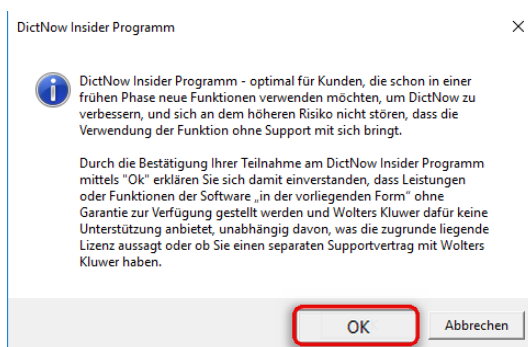 DictNow Insider Programm
DictNow Insider Programm - optimal für Kunden, die schon in einer
frühen Phase neue Funktionen verwenden möchten, um DictNow zu
verbessern, und sich an dem höheren Risiko nicht stören, dass die
Verwendung der Funktion ohne Support mit sich bringt.
Durch die Bestätigung Ihrer Teilnahme am DictNow Insider Programm
mittels "Ok" erklären Sie sich damit einverstanden, dass Leistungen
oder Funktionen der Software „in der vorliegenden Form" ohne
Garantie zur Verfügung gestellt werden und Wolters Kluwer dafür keine
Unterstützung anbietet, unabhängig davon, was die zugrunde liegende
Lizenz aussagt oder ob Sie einen separaten Supportvertrag mit Wolters
Kluwer haben.
OK
Abbrechen